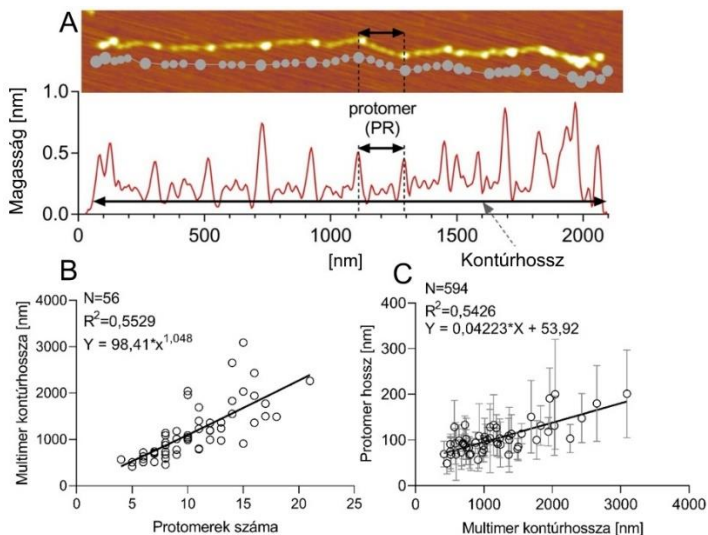 A
1.0
0.5
0.0
Magasság [nm]
protomer
(PR)
0
500
1000
1500
2000
[nm]
Kontúrhossz
B
N=56
R²=0,5529
Y = 98,41*x^1,048
4000
3000
2000
1000
0
Multimer kontúrhossza [nm]
0
5
10
15
20
25
Protomerek száma
C
N=594
R²=0,5426
Y = 0,04223*X + 53,92
400
300
200
100
0
Protomer hossz [nm]
0
1000
2000
3000
4000
Multimer kontúrhossza [nm]